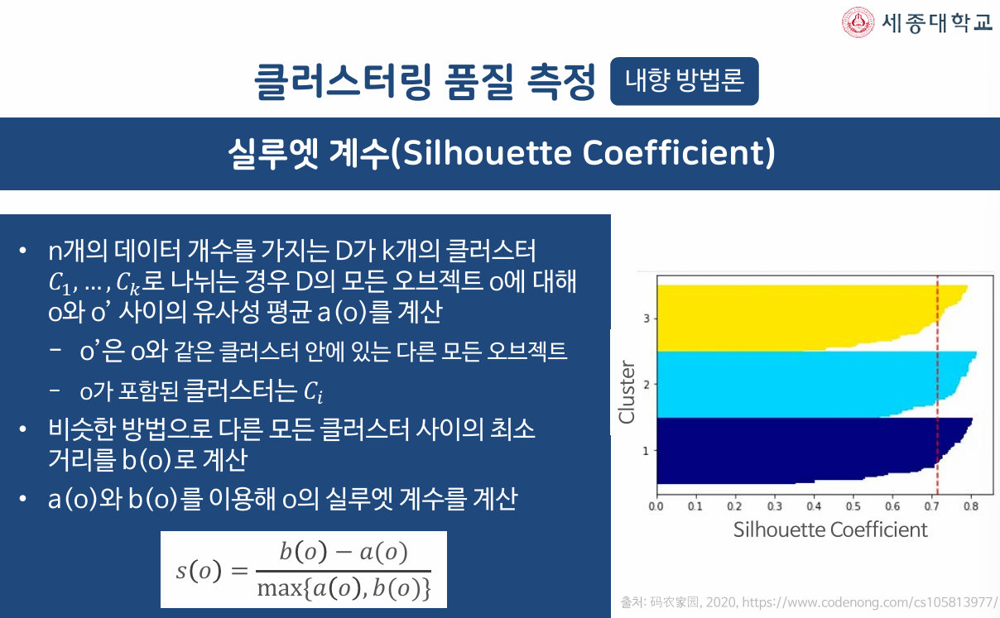 세종대학교
클러스터링 품질 측정 내향 방법론
실루엣 계수(Silhouette Coefficient)
• n개의 데이터 개수를 가지는 D가 k개의 클러스터
C₁, … , Cₖ로 나뉘는 경우 D의 모든 오브젝트 o에 대해
o와 o’ 사이의 유사성 평균 a(o)를 계산
− o’은 o와 같은 클러스터 안에 있는 다른 모든 오브젝트
− o가 포함된 클러스터는 Cᵢ
• 비슷한 방법으로 다른 모든 클러스터 사이의 최소
거리를 b(o)로 계산
• a(o)와 b(o)를 이용해 o의 실루엣 계수를 계산
s(o) = b(o) − a(o) / max{a(o), b(o)}
Cluster
3
2
1
0.0 0.1 0.2 0.3 0.4 0.5 0.6 0.7 0.8
Silhouette Coefficient
출처: 码农家园, 2020, https://www.codenong.com/cs105813977/